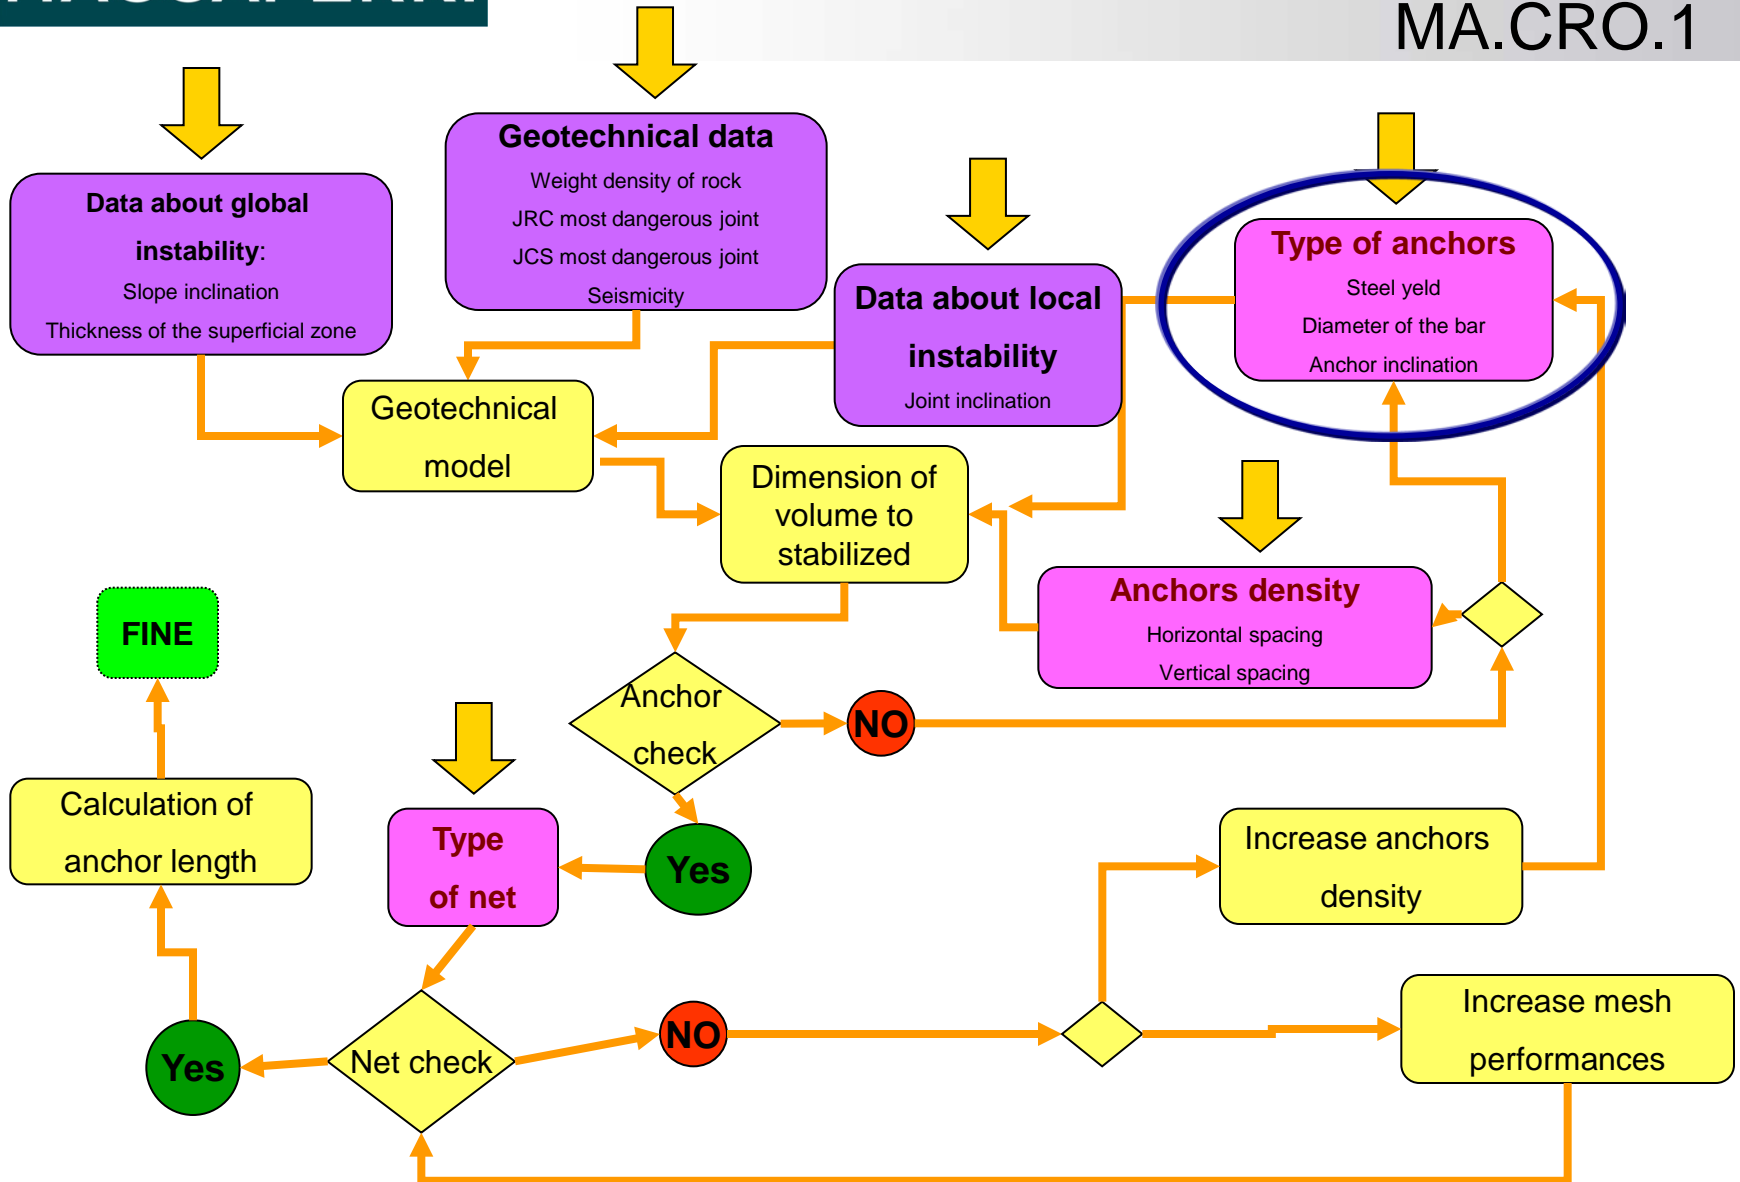 MA.CRO.1
Geotechnical data
Weight density of rock
JRC most dangerous joint
JCS most dangerous joint
Seismicity
Data about global
instability:
Slope inclination
Thickness of the superficial zone
Data about local
instability
Joint inclination
Type of anchors
Steel yeld
Diameter of the bar
Anchor inclination
Geotechnical
model
Dimension of
volume to
stabilized
Anchors density
Horizontal spacing
Vertical spacing
FINE
Anchor
check
NO
Calculation of
anchor length
Type
of net
Yes
Increase anchors
density
Yes
Net check
NO
Increase mesh
performances